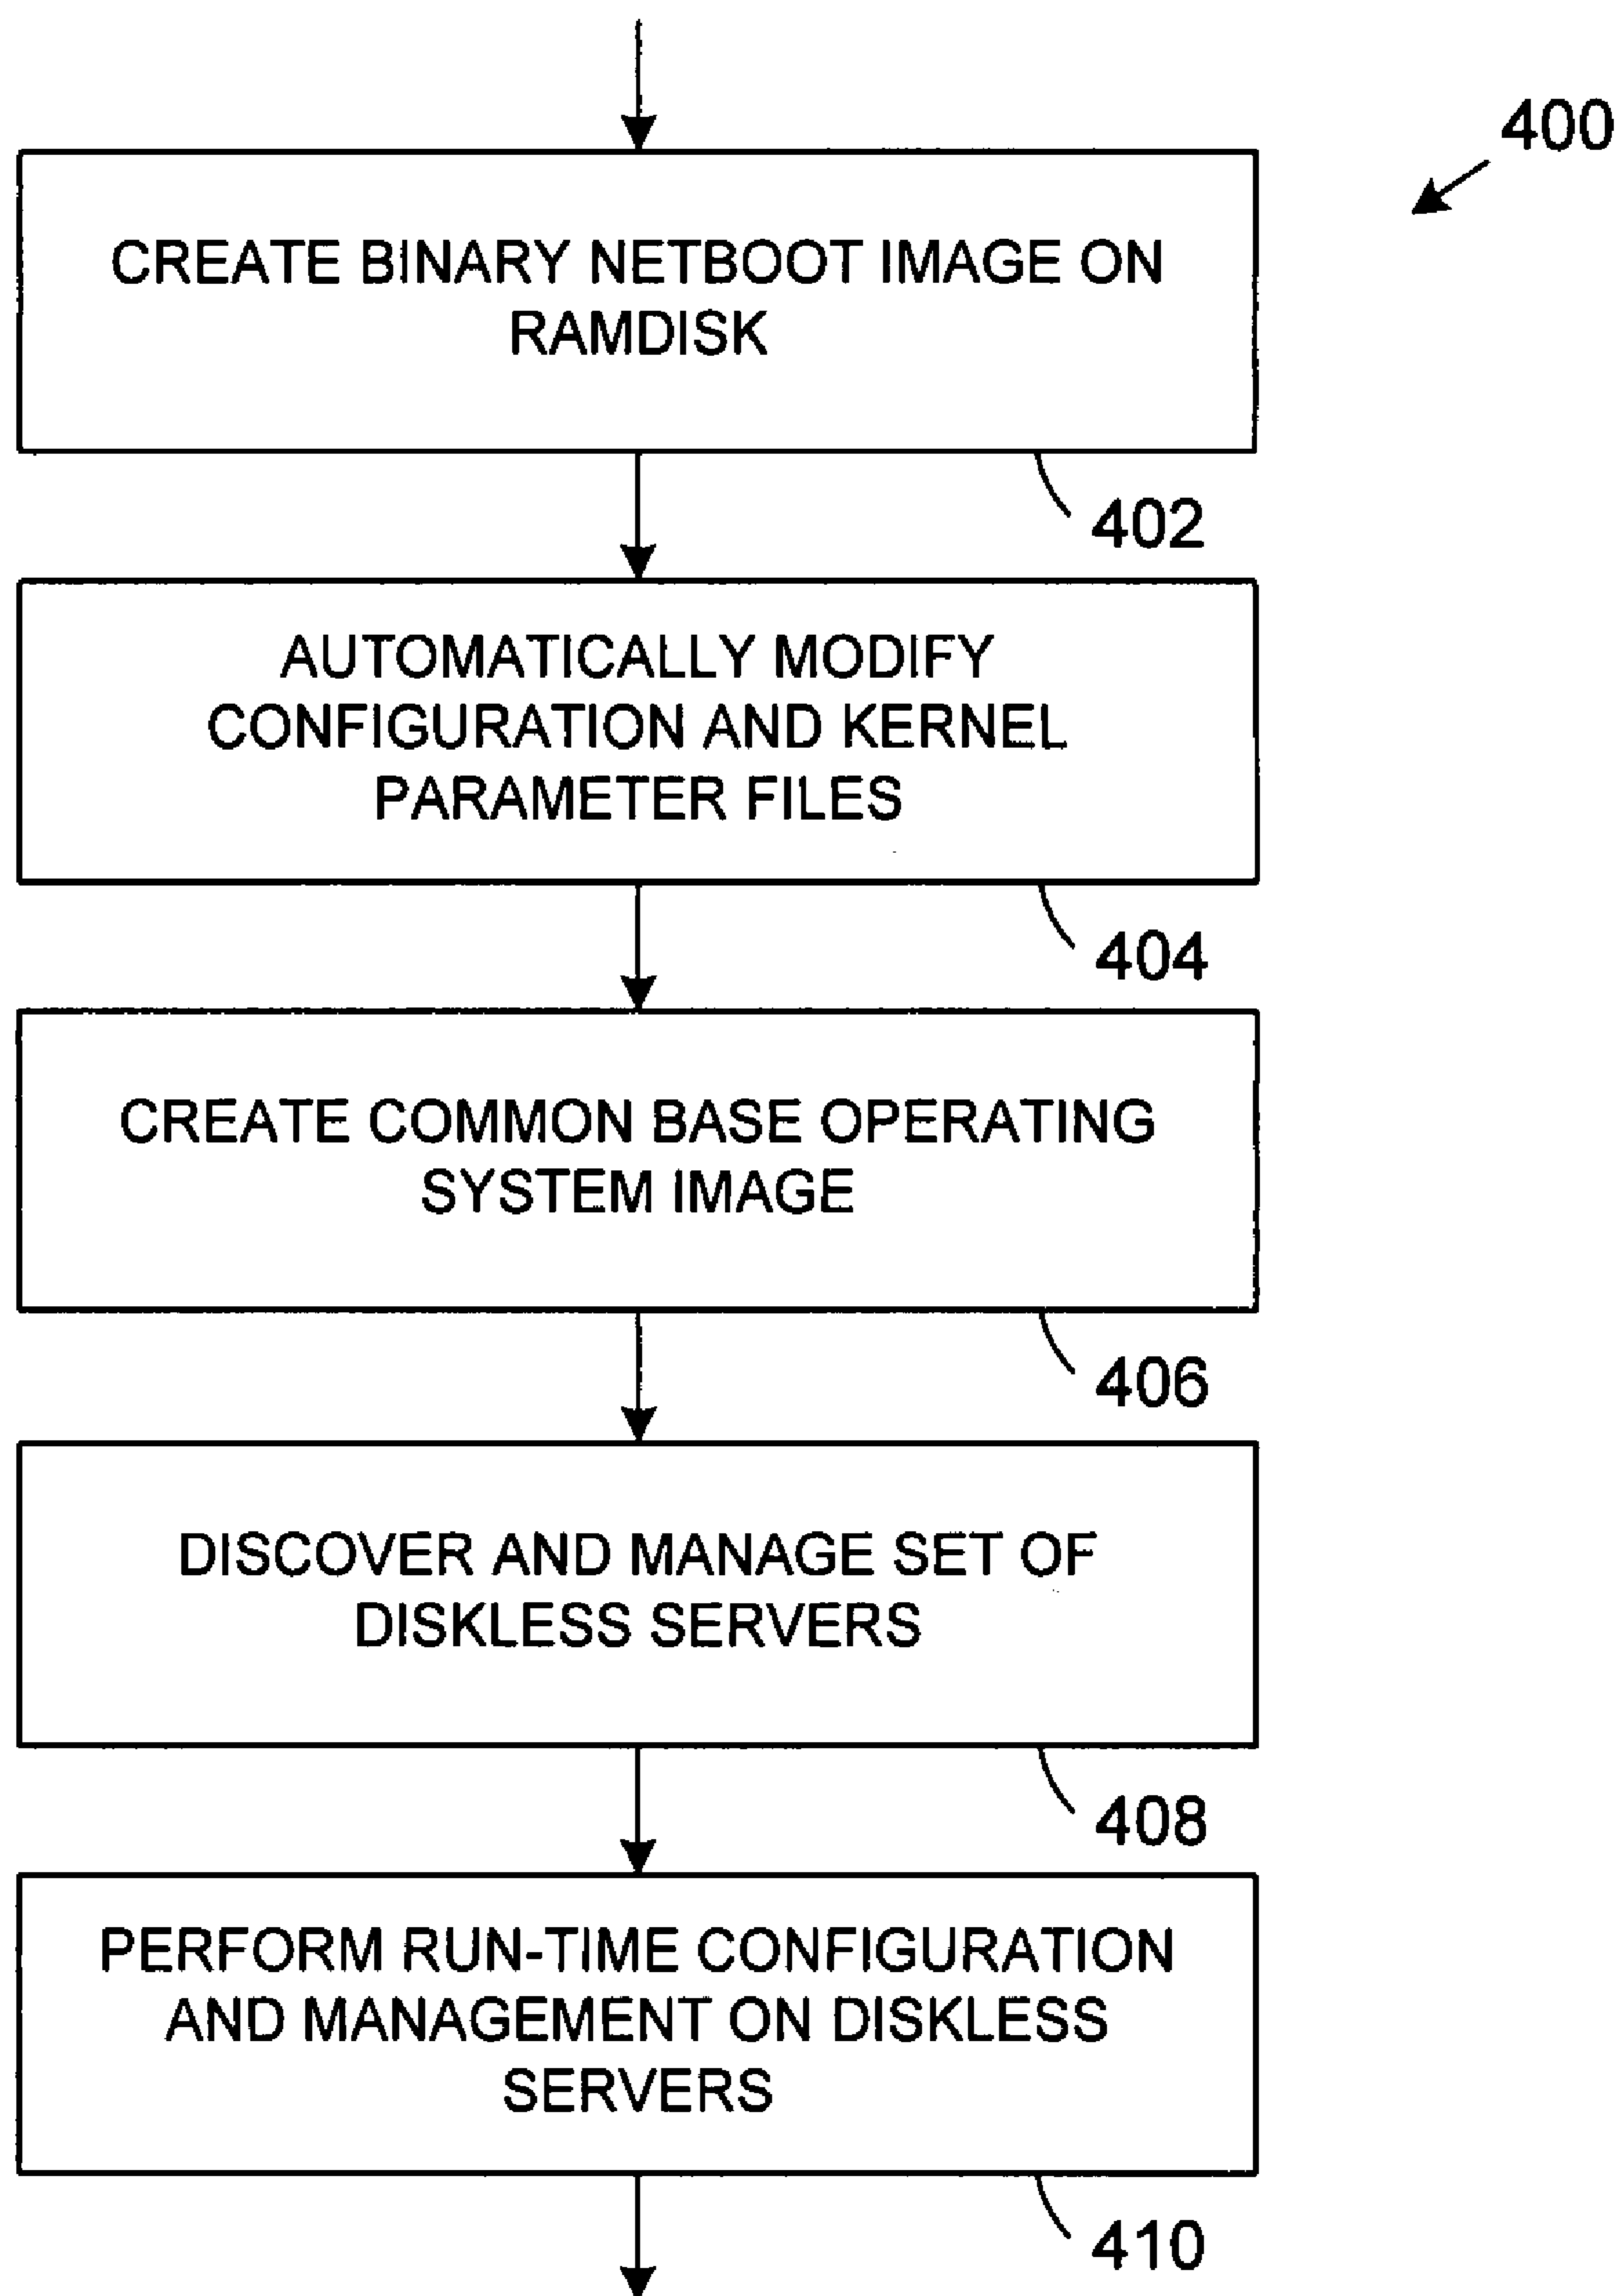 400
CREATE BINARY NETBOOT IMAGE ON
RAMDISK
402
AUTOMATICALLY MODIFY
CONFIGURATION AND KERNEL
PARAMETER FILES
404
CREATE COMMON BASE OPERATING
SYSTEM IMAGE
406
DISCOVER AND MANAGE SET OF
DISKLESS SERVERS
408
PERFORM RUN-TIME CONFIGURATION
AND MANAGEMENT ON DISKLESS
SERVERS
410